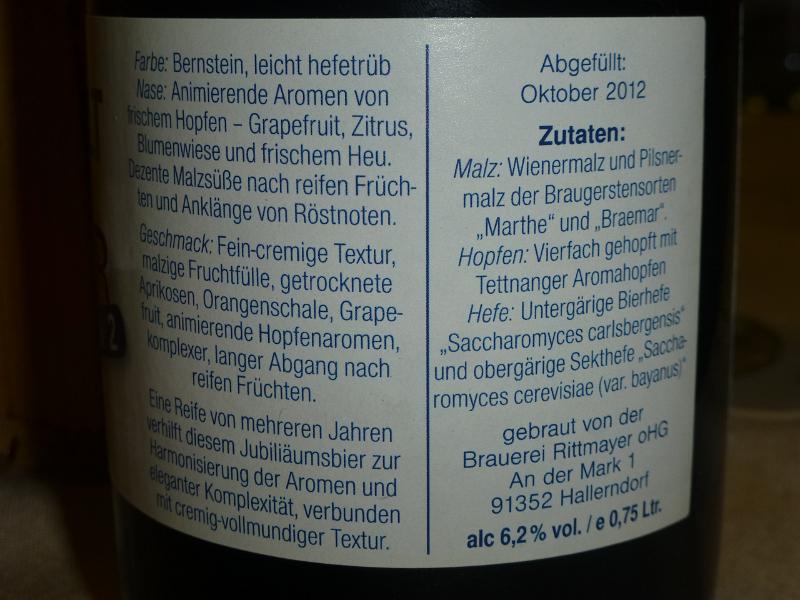 Farbe: Bernstein, leicht hefetrüb
Nase: Animierende Aromen von
frischem Hopfen – Grapefruit, Zitrus,
Blumenwiese und frischem Heu.
Dezente Malzsüße nach reifen Früch-
ten und Anklänge von Röstnoten.
Geschmack: Fein-cremige Textur,
malzige Fruchtfülle, getrocknete
Aprikosen, Orangenschale, Grape-
fruit, animierende Hopfenaromen,
komplexer, langer Abgang nach
reifen Früchten.
Eine Reife von mehreren Jahren
verhilft diesem Jubiliäumsbier zur
Harmonisierung der Aromen und
eleganter Komplexität, verbunden
mit cremig-vollmundiger Textur.
Abgefüllt:
Oktober 2012
Zutaten:
Malz: Wienermalz und Pilsner-
malz der Braugerstensorten
„Marthe“ und „Braemar“.
Hopfen: Vierfach gehopft mit
Tettnanger Aromahopfen
Hefe: Untergärige Bierhefe
„Saccharomyces carlsbergensis“
und obergärige Sekthefe „Saccha-
romyces cerevisiae (var. bayanus)“
gebraut von der
Brauerei Rittmayer oHG
An der Mark 1
91352 Hallerndorf
alc 6,2% vol. / e 0,75 Ltr.